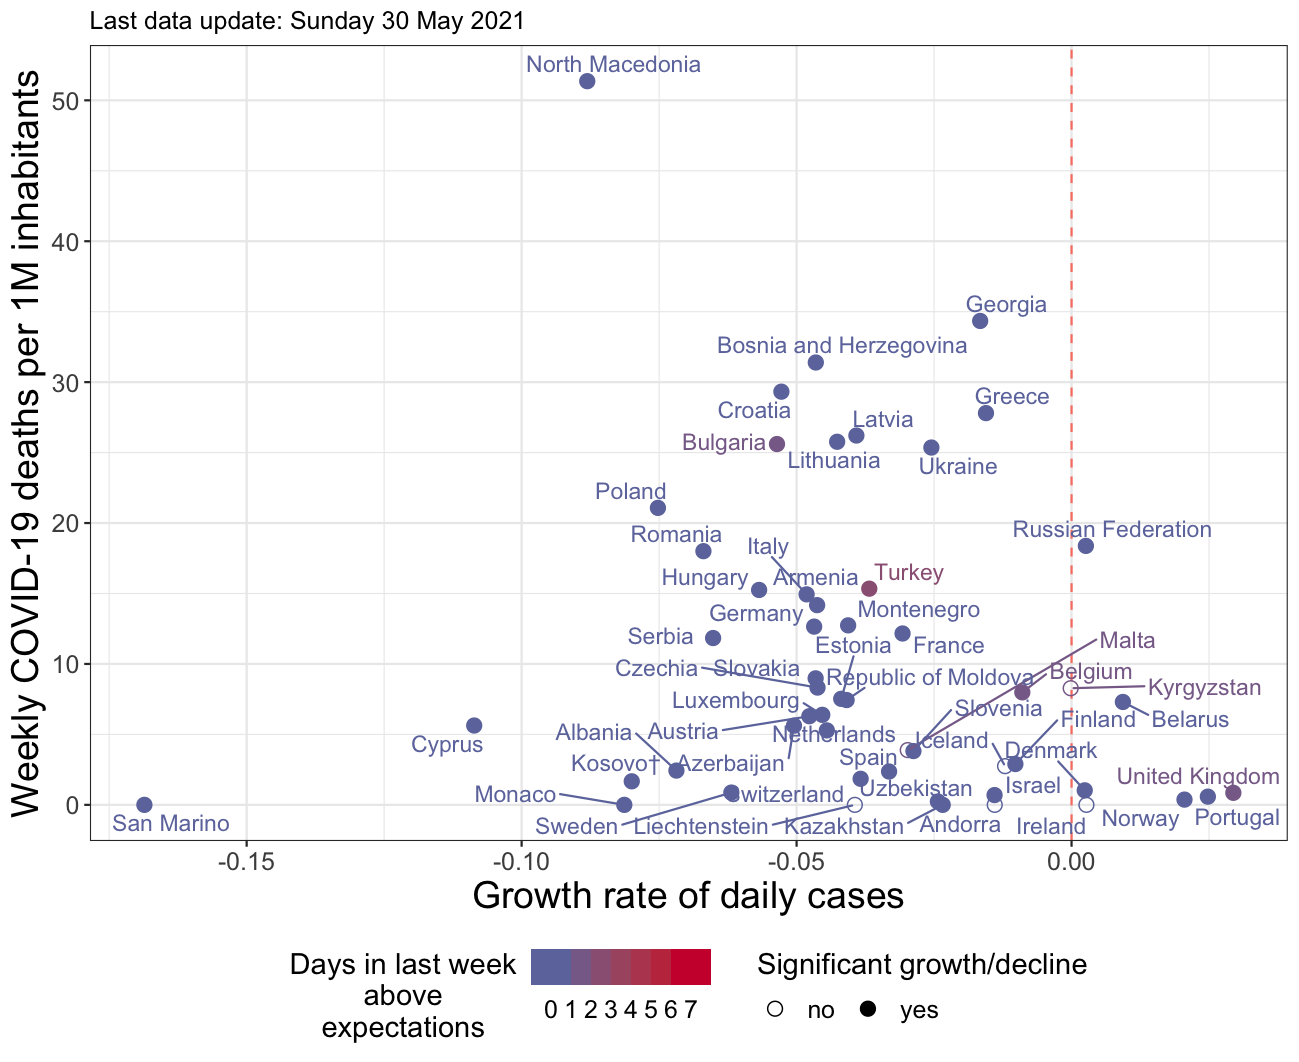 Last data update: Sunday 30 May 2021
Weekly COVID-19 deaths per 1M inhabitants
50
40
30
20
10
0
North Macedonia
Georgia
Bosnia and Herzegovina
Croatia
Greece
Latvia
Bulgaria
Lithuania
Ukraine
Poland
Romania
Russian Federation
Italy
Hungary
Armenia
Turkey
Germany
Montenegro
Serbia
Estonia
France
Malta
Czechia
Slovakia
Republic of Moldova
Belgium
Kyrgyzstan
Luxembourg
Slovenia
Finland
Belarus
Cyprus
Albania
Austria
Netherlands
Iceland
Denmark
Kosovo†
Azerbaijan
Spain
United Kingdom
Monaco
Switzerland
Uzbekistan
Israel
San Marino
Sweden
Liechtenstein
Kazakhstan
Andorra
Ireland
Norway
Portugal
-0.15
-0.10
-0.05
0.00
Growth rate of daily cases
Days in last week
above
expectations
0 1 2 3 4 5 6 7
Significant growth/decline
no
yes